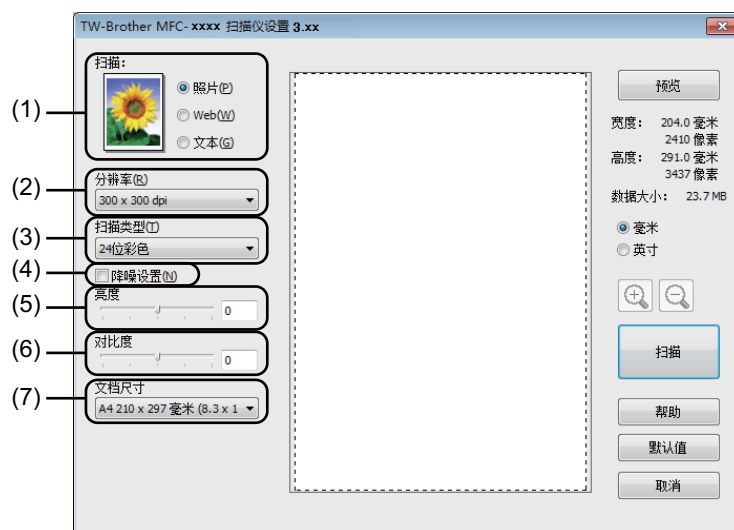 TW-Brother MFC- xxxx 扫描仪设置 3.xx
扫描:
(1)
照片(P)
Web(W)
文本(G)
(2)
分辨率(R)
300 x 300 dpi
(3)
扫描类型(T)
24位彩色
(4)
降噪设置(N)
(5)
亮度
0
(6)
对比度
0
(7)
文档尺寸
A4 210 x 297 毫米 (8.3 x 1
预览
宽度: 204.0 毫米
2410 像素
高度: 291.0 毫米
3437 像素
数据大小: 23.7 MB
毫米
英寸
扫描
帮助
默认值
取消